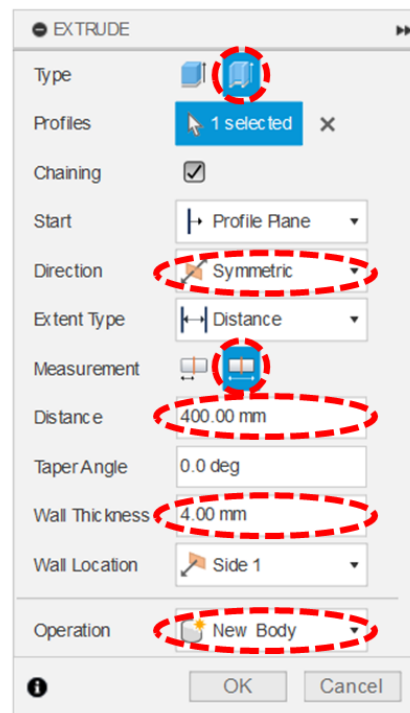 EXTRUDE
Type
Profiles 1 selected
Chaining
Start Profile Plane
Direction Symmetric
Extent Type Distance
Measurement
Distance 400.00 mm
Taper Angle 0.0 deg
Wall Thickness 4.00 mm
Wall Location Side 1
Operation New Body
OK Cancel